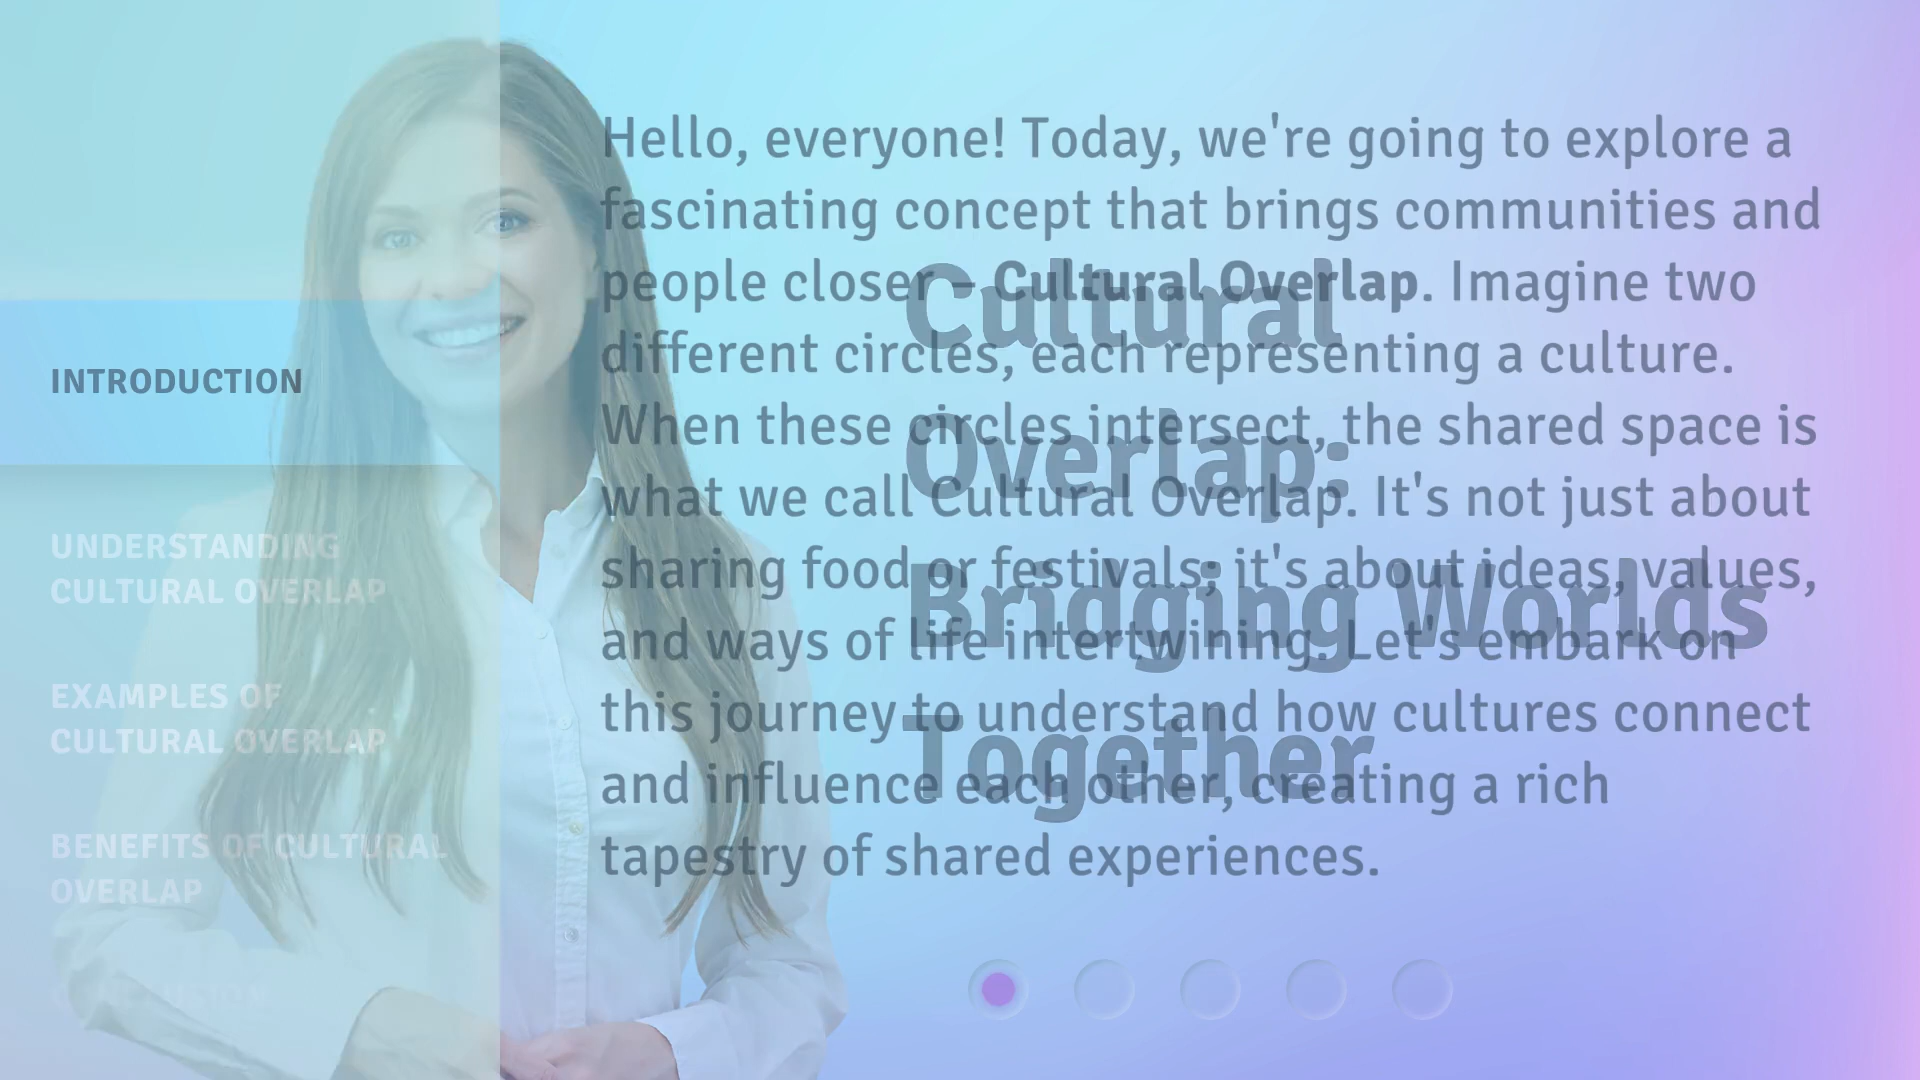 INTRODUCTION
UNDERSTANDING
CULTURAL OVERLAP
EXAMPLES OF
CULTURAL OVERLAP
BENEFITS OF CULTURAL
OVERLAP
Hello, everyone! Today, we're going to explore a
fascinating concept that brings communities and
people closer – Cultural Overlap. Imagine two
different circles, each representing a culture.
When these circles intersect, the shared space is
what we call Cultural Overlap. It's not just about
sharing food or festivals; it's about ideas, values,
and ways of life intertwining. Let's embark on
this journey to understand how cultures connect
and influence each other, creating a rich
tapestry of shared experiences.
Cultural
Overlap:
Bridging Worlds
Together